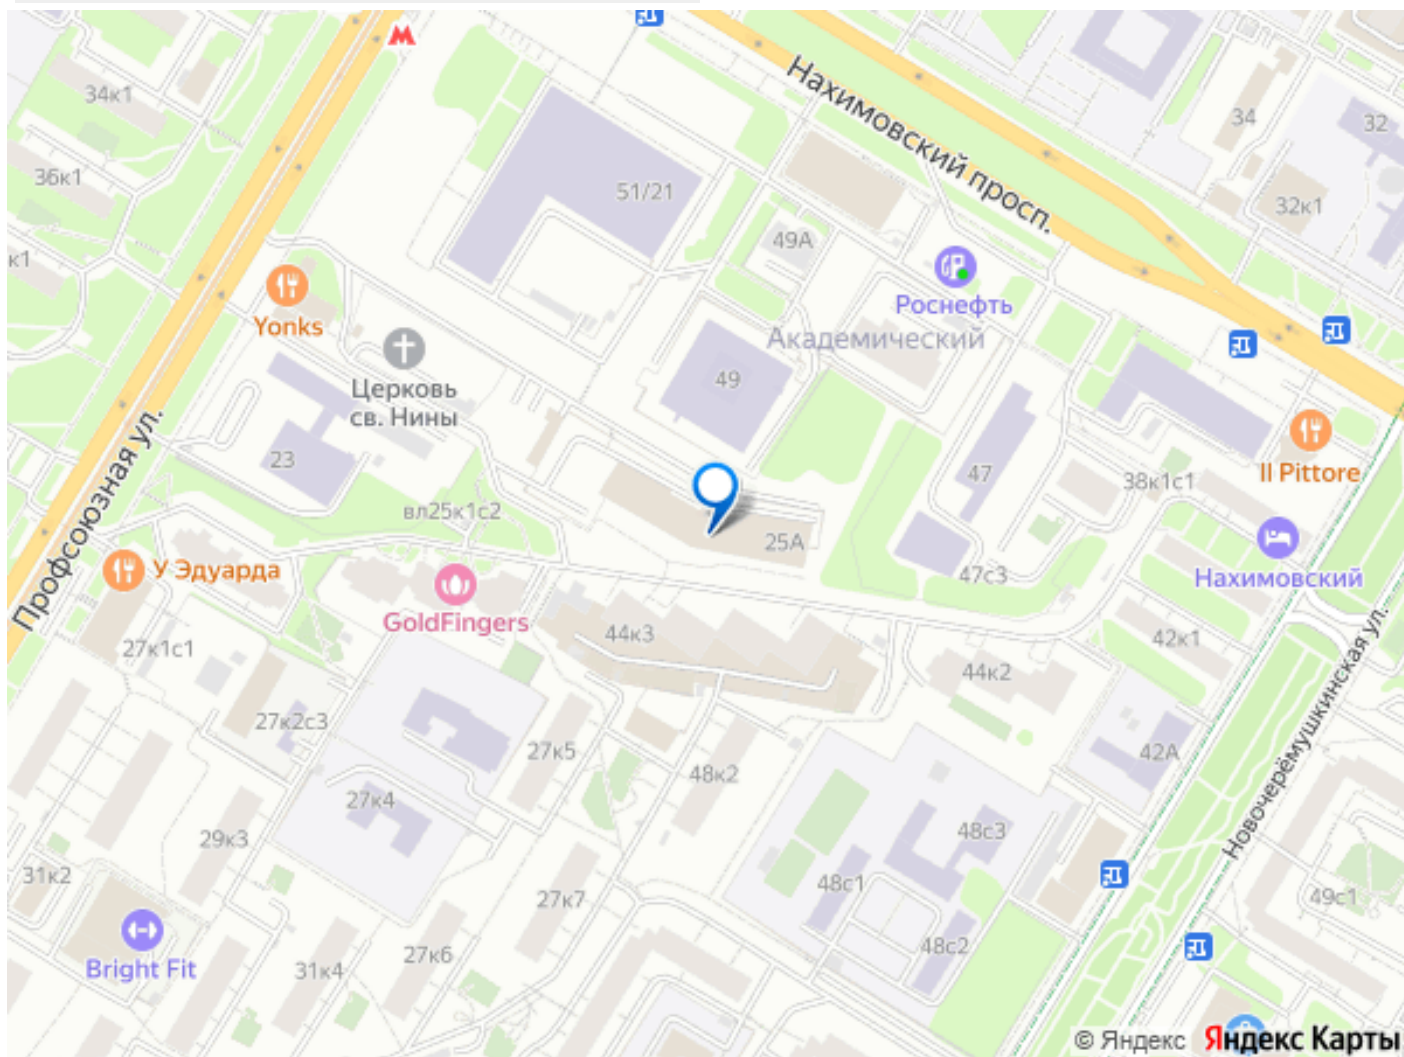 34к1
Нахимовский просп.
34
32
36к1
51/21
32к1
49А
к1
Роснефть
Yonks
Академический
Церковь
св. Нины
49
Профсоюзная ул.
23
47
Il Pittore
38к1с1
вл25к1с2
25А
У Эдуарда
47с3
Нахимовский
GoldFingers
44к3
42к1
27к1с1
44к2
Новочерёмушкинская ул.
27к2с3
27к5
42А
48к2
27к4
29к3
48с3
31к2
48с1
27к7
49с1
48с2
27к6
Bright Fit
31к4
© Яндекс Яндекс Карты